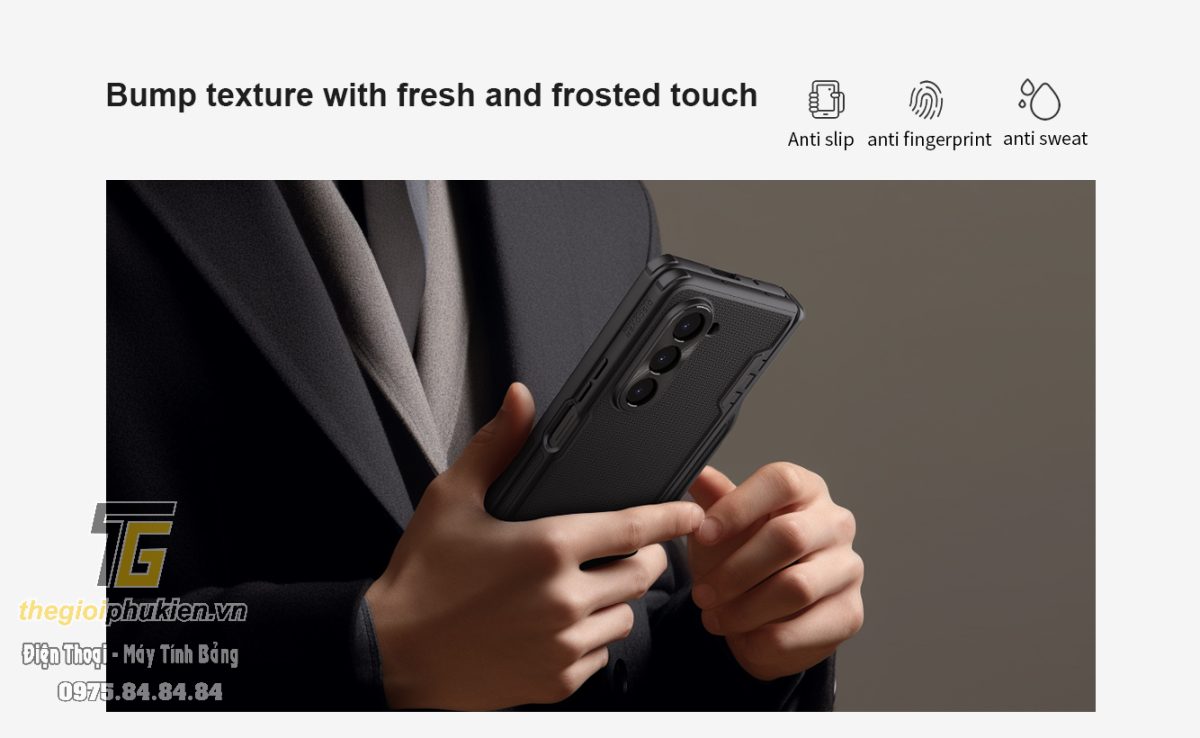 Bump texture with fresh and frosted touch
Anti slip
anti fingerprint
anti sweat
TG
thegioiphukien.vn
Điện Thoại - Máy Tính Bảng
0975.84.84.84